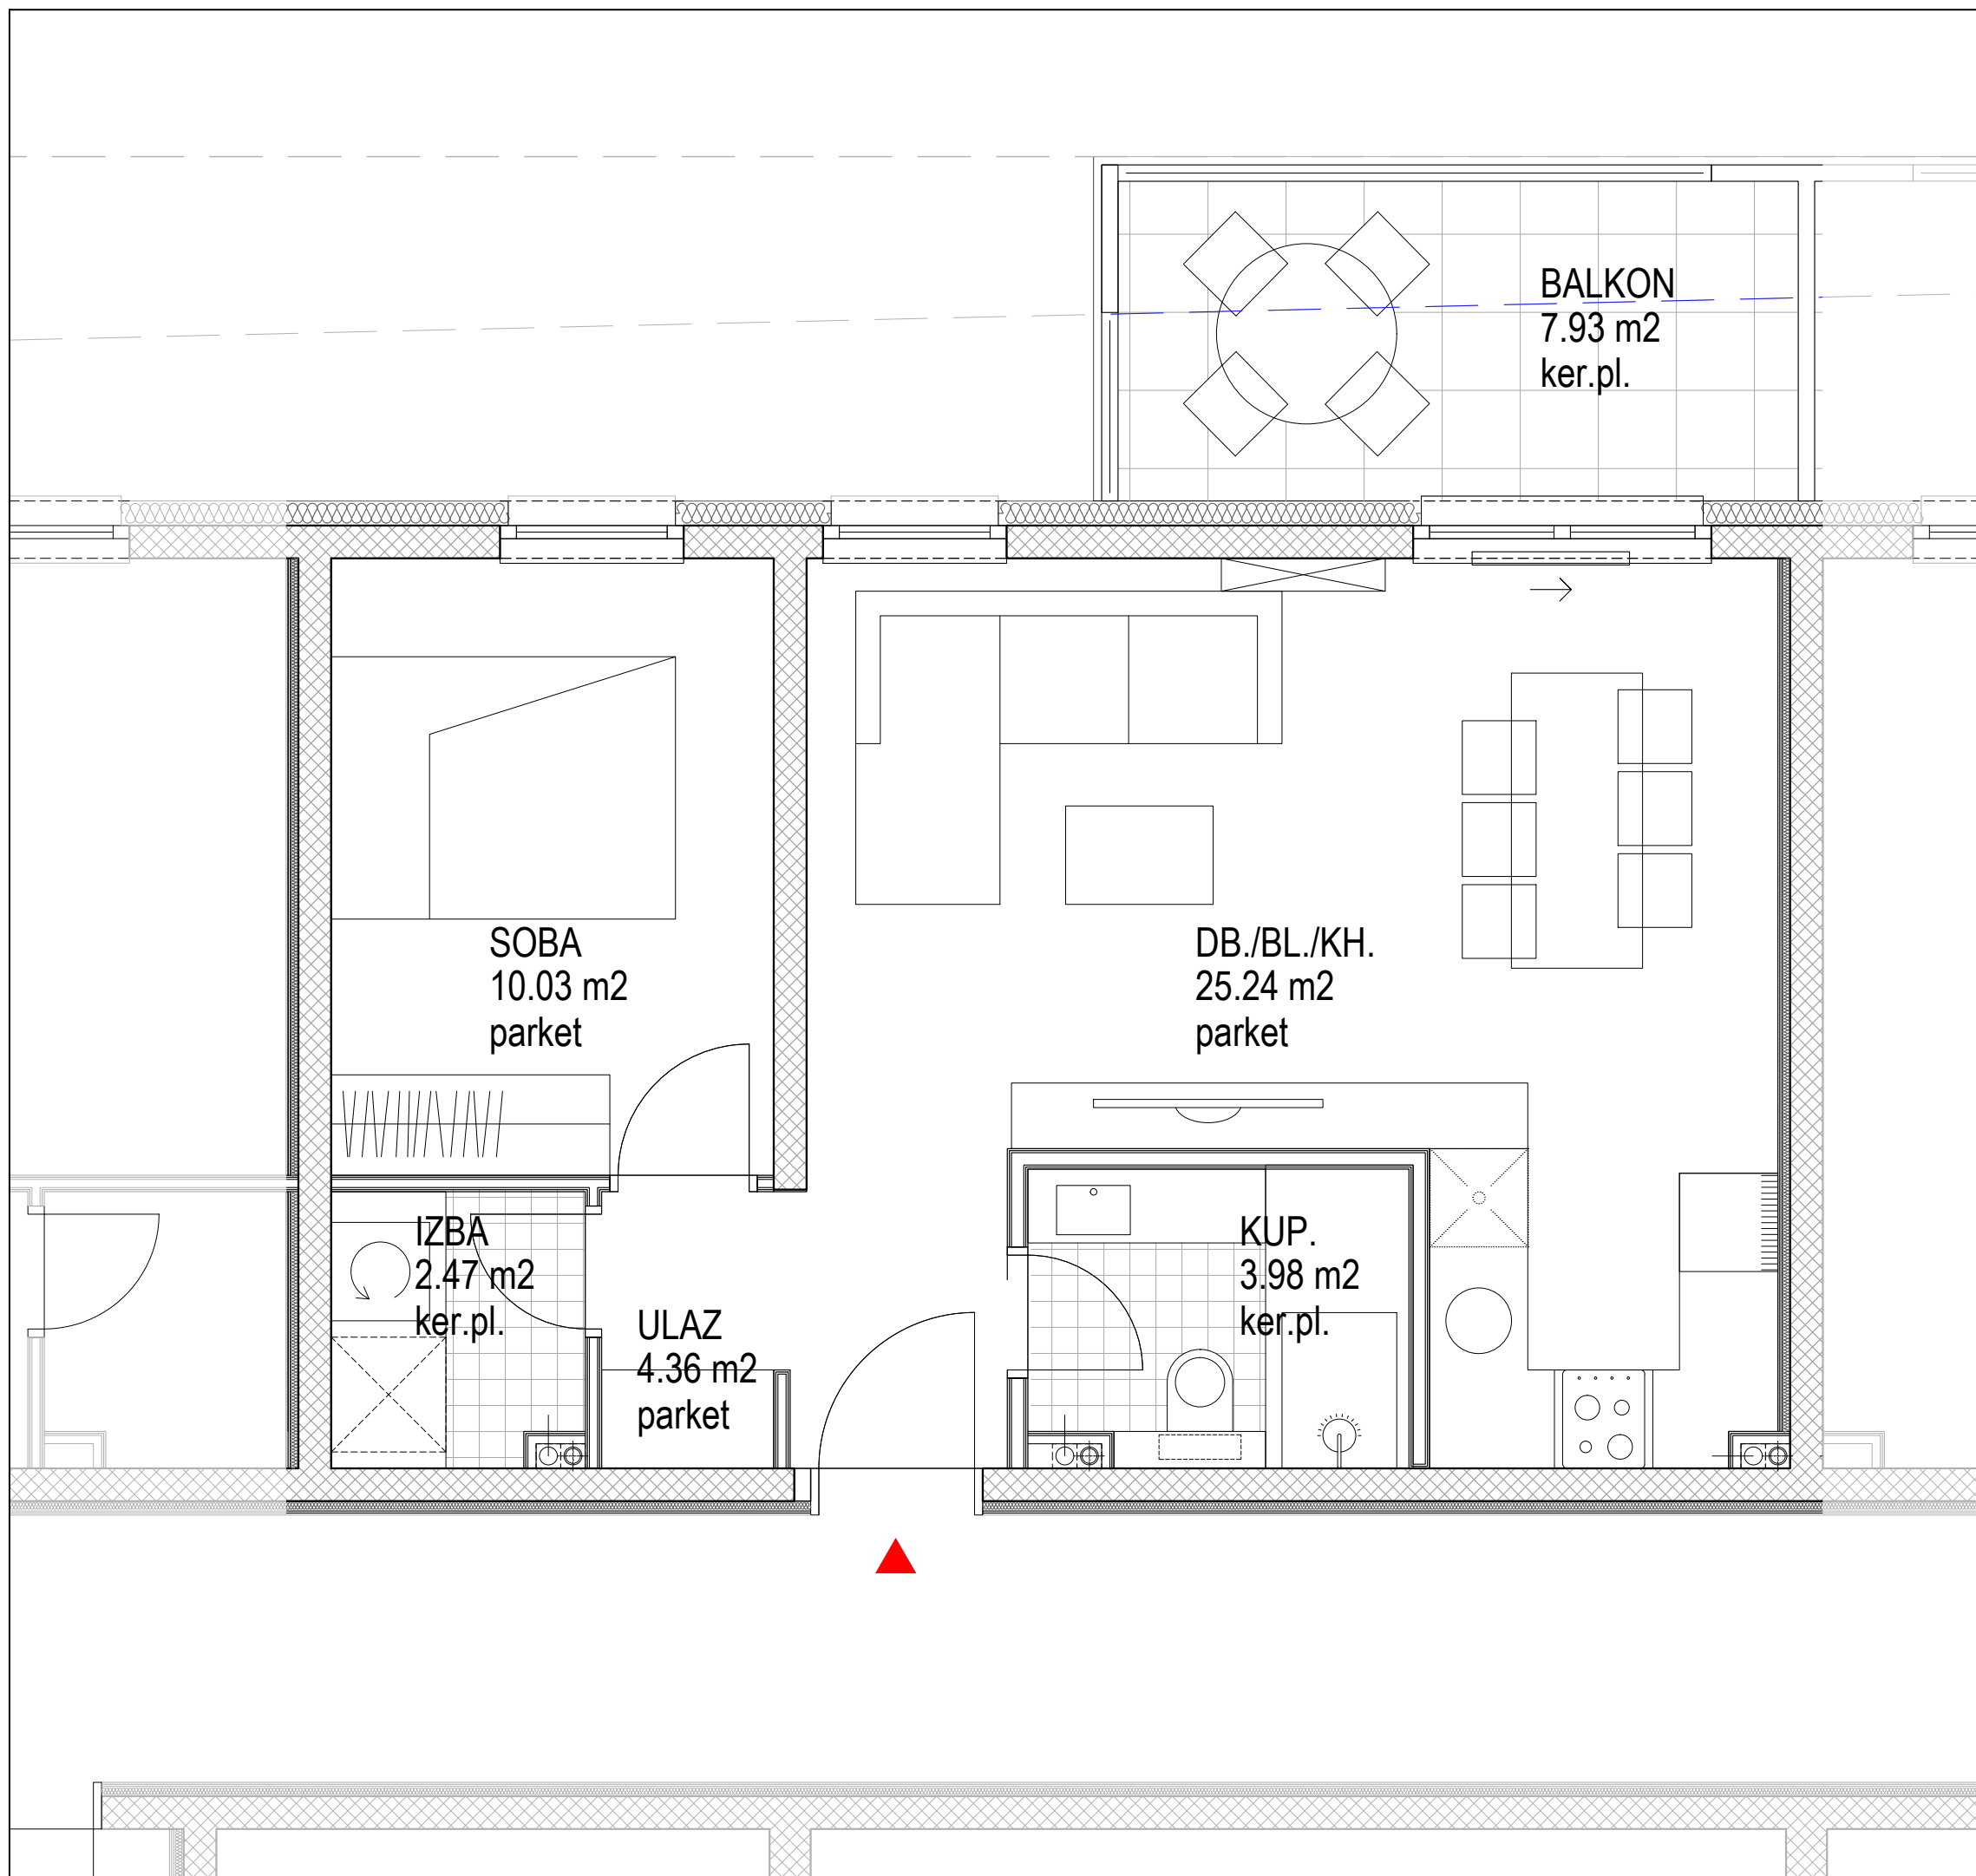 BALKON
7.93 m2
ker.pl.
SOBA
10.03 m2
parket
DB./BL./KH.
25.24 m2
parket
IZBA
2.47 m2
ker.pl.
KUP.
3.98 m2
ker.pl.
ULAZ
4.36 m2
parket